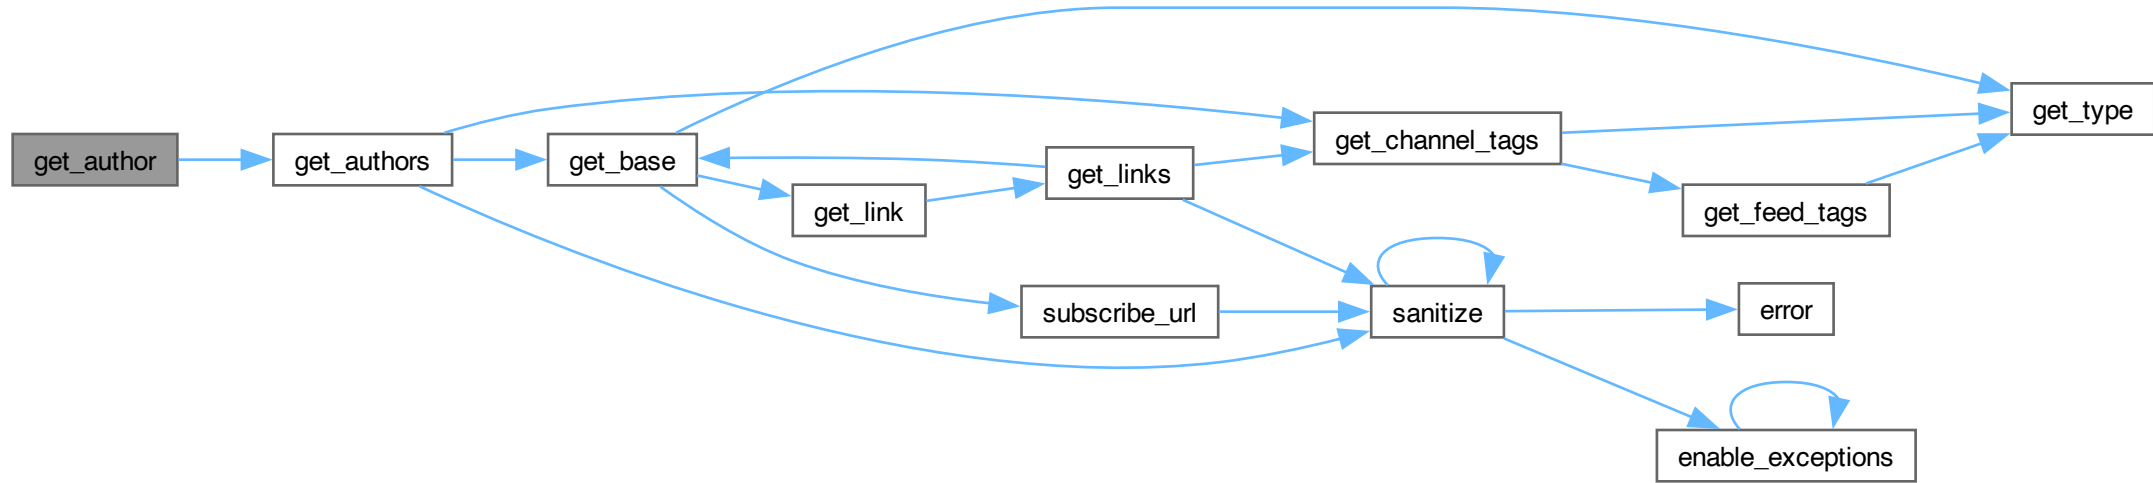 get_author
get_authors
get_base
get_link
get_links
subscribe_url
get_channel_tags
sanitize
get_feed_tags
error
enable_exceptions
get_type